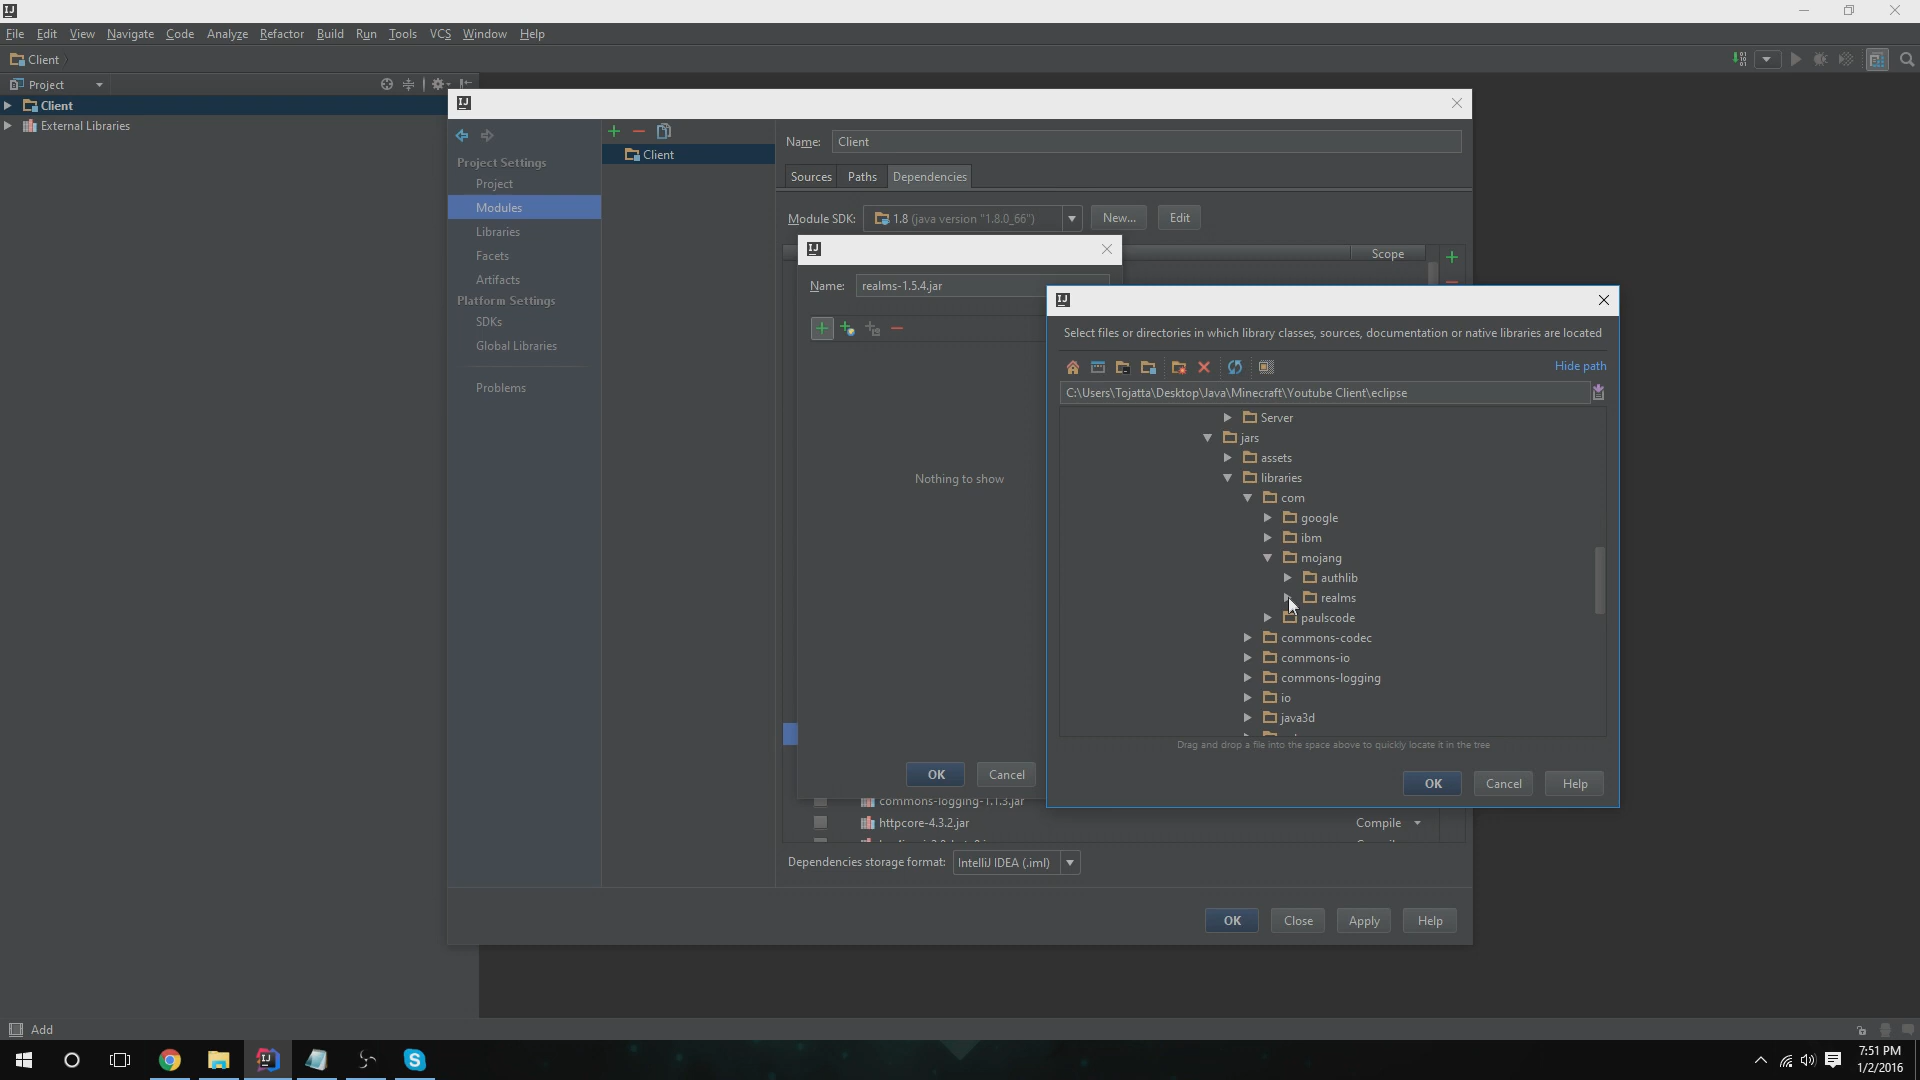 File Edit View Navigate Code Analyze Refactor Build Run Tools VCS Window Help
Client
Project
Client
External Libraries
Project Settings
Project
Modules
Libraries
Facets
Artifacts
Platform Settings
SDKs
Global Libraries
Problems
Client
Name: Client
Sources Paths Dependencies
Module SDK: 1.8 (java version "1.8.0_66") New... Edit
Scope
Name: realms-1.5.4.jar
Nothing to show
OK Cancel
Select files or directories in which library classes, sources, documentation or native libraries are located
Hide path
C:\Users\Tojatta\Desktop\Java\Minecraft\Youtube Client\eclipse
Server
jars
assets
libraries
com
google
ibm
mojang
authlib
realms
paulscode
commons-codec
commons-io
commons-logging
io
java3d
Drag and drop a file into the space above to quickly locate it in the tree
OK Cancel Help
commons-logging-1.1.3.jar
httpcore-4.3.2.jar Compile
Dependencies storage format: IntelliJ IDEA (.iml)
OK Close Apply Help
Add
7:51 PM
1/2/2016